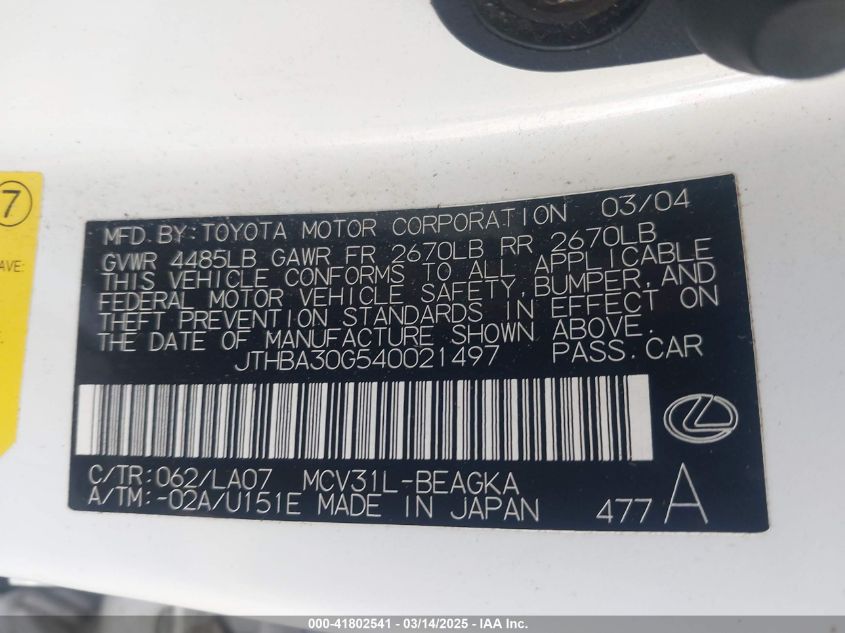 7
AVE:
MFD. BY: TOYOTA MOTOR CORPORATION 03/04
GVWR 4485LB GAWR FR 2670LB RR 2670LB
THIS VEHICLE CONFORMS TO ALL APPLICABLE
FEDERAL MOTOR VEHICLE SAFETY, BUMPER, AND
THEFT PREVENTION STANDARDS IN EFFECT ON
THE DATE OF MANUFACTURE SHOWN ABOVE.
JTHBA30G540021497 PASS. CAR
C/TR: 062/LA07 MCV31L-BEAGKA
A/TM: -02A/U151E MADE IN JAPAN 477 A
000-41802541 - 03/14/2025 - IAA Inc.